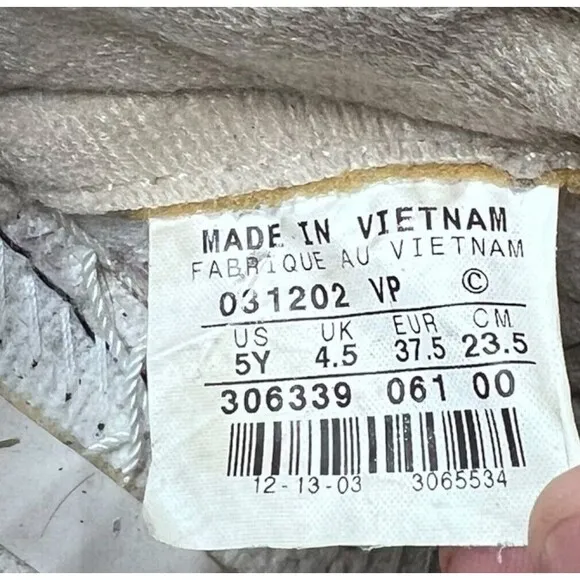 MADE IN VIETNAM
FABRIQUE AU VIETNAM
031202 VP ©
US UK EUR CM
5Y 4.5 37.5 23.5
306339 061 00
12-13-03 3065534